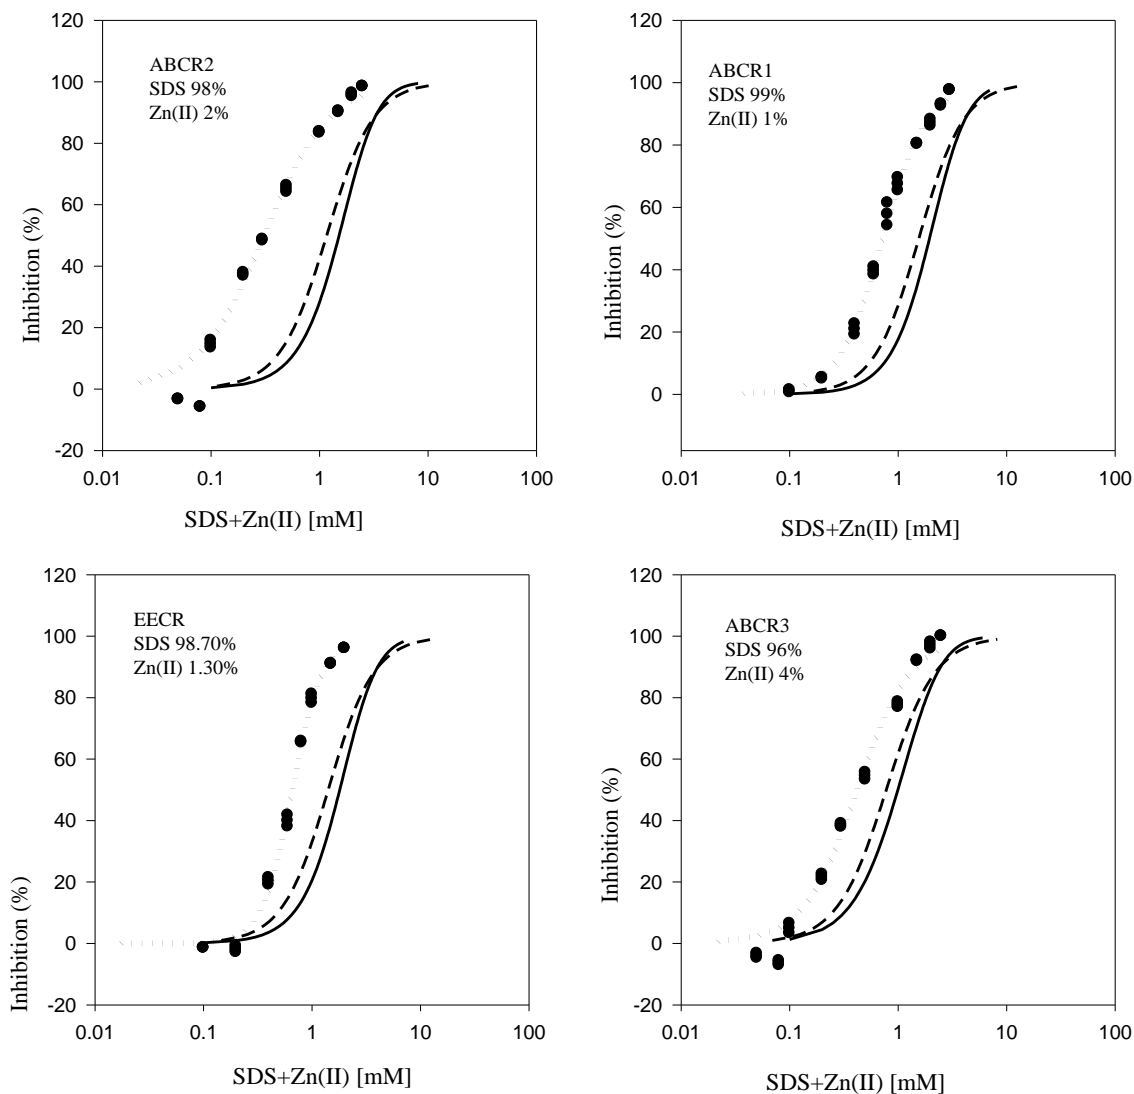 120
100
80
60
40
20
0
-20
Inhibition (%)
ABCR2
SDS 98%
Zn(II) 2%
0.01
0.1
1
10
100
SDS+Zn(II) [mM]
120
100
80
60
40
20
0
Inhibition (%)
ABCR1
SDS 99%
Zn(II) 1%
0.01
0.1
1
10
100
SDS+Zn(II) [mM]
120
100
80
60
40
20
0
-20
Inhibition (%)
EECR
SDS 98.70%
Zn(II) 1.30%
0.01
0.1
1
10
100
SDS+Zn(II) [mM]
120
100
80
60
40
20
0
-20
Inhibition (%)
ABCR3
SDS 96%
Zn(II) 4%
0.01
0.1
1
10
100
SDS+Zn(II) [mM]